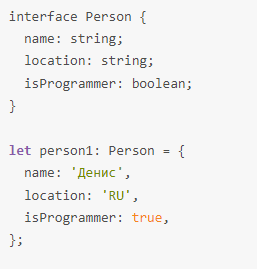 interface Person {
  name: string;
  location: string;
  isProgrammer: boolean;
}

let person1: Person = {
  name: 'Денис',
  location: 'RU',
  isProgrammer: true,
};